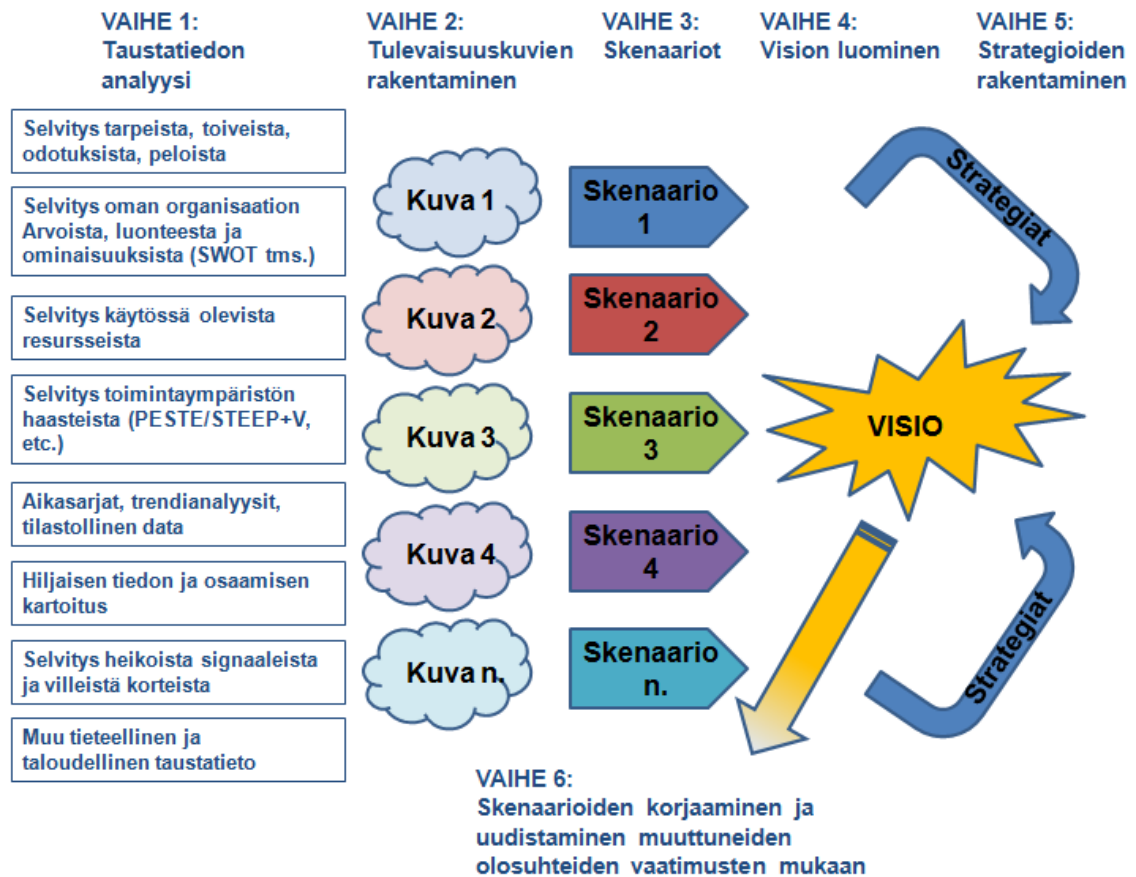 VAIHE 1:
Taustatiedon
analyysi
VAIHE 2:
Tulevaisuuskuvien
rakentaminen
VAIHE 3:
Skenaariot
VAIHE 4:
Vision luominen
VAIHE 5:
Strategioiden
rakentaminen
Selvitys tarpeista, toiveista,
odotuksista, peloista
Selvitys oman organisaation
Arvoista, luonteesta ja
ominaisuuksista (SWOT tms.)
Selvitys käytössä olevista
resursseista
Selvitys toimintaympäristön
haasteista (PESTE/STEEP+V,
etc.)
Aikasarjat, trendianalyysit,
tilastollinen data
Hiljaisen tiedon ja osaamisen
kartoitus
Selvitys heikoista signaaleista
ja villeistä korteista
Muu tieteellinen ja
taloudellinen taustatieto
Kuva 1
Kuva 2
Kuva 3
Kuva 4
Kuva n.
Skenaario
1
Skenaario
2
Skenaario
3
Skenaario
4
Skenaario
n.
Strategiat
VISIO
Strategiat
VAIHE 6:
Skenaarioiden korjaaminen ja
uudistaminen muuttuneiden
olosuhteiden vaatimusten mukaan